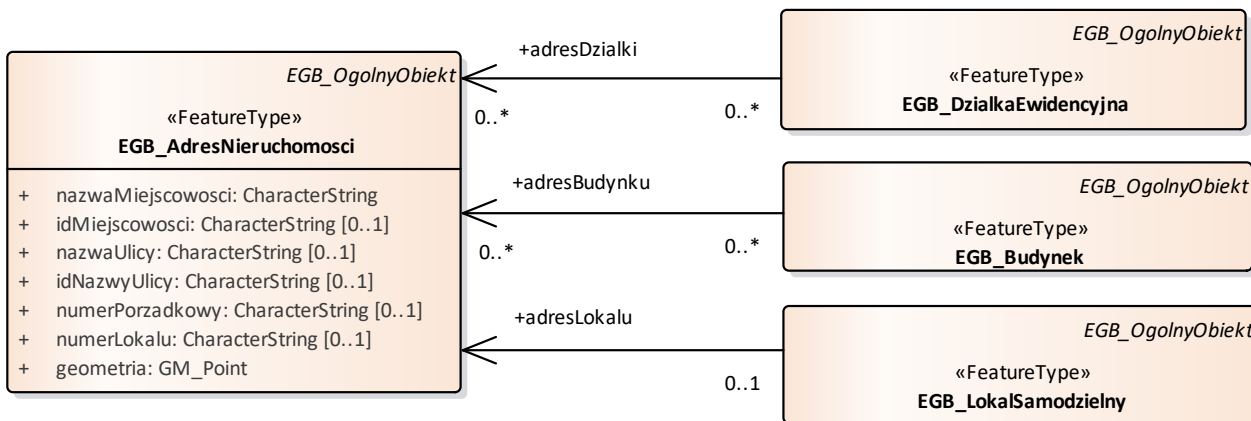 EGB_OgolnyObiekt
«FeatureType»
EGB_AdresNieruchomosci
+ nazwaMiejscowosci: CharacterString
+ idMiejscowosci: CharacterString [0..1]
+ nazwaUlicy: CharacterString [0..1]
+ idNazwyUlicy: CharacterString [0..1]
+ numerPorzadkowy: CharacterString [0..1]
+ numerLokalu: CharacterString [0..1]
+ geometria: GM_Point
+adresDzialki
0..*
0..*
EGB_OgolnyObiekt
«FeatureType»
EGB_DzialkaEwidencyjna
+adresBudynku
0..*
0..*
EGB_OgolnyObiekt
«FeatureType»
EGB_Budynek
+adresLokalu
0..1
EGB_OgolnyObiekt
«FeatureType»
EGB_LokalSamodzielny